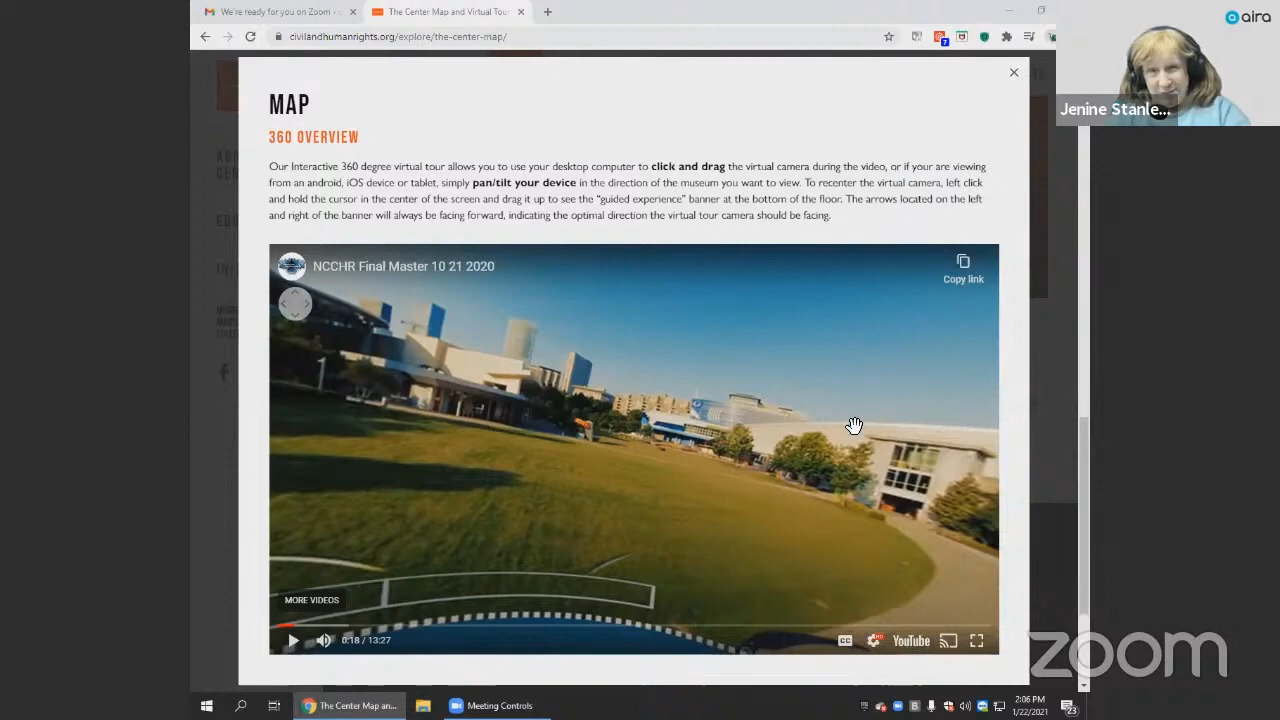 We're ready for you on Zoom -
The Center Map and Virtual Tour
aira
civilandhumanrights.org/explore/the-center-map/
7
Jenine Stanle...
MAP
360 OVERVIEW
Our Interactive 360 degree virtual tour allows you to use your desktop computer to click and drag the virtual camera during the video, or if your are viewing
from an android, iOS device or tablet, simply pan/tilt your device in the direction of the museum you want to view. To recenter the virtual camera, left click
and hold the cursor in the center of the screen and drag it up to see the “guided experience” banner at the bottom of the floor. The arrows located on the left
and right of the banner will always be facing forward, indicating the optimal direction the virtual tour camera should be facing.
NCCHR Final Master 10 21 2020
Copy link
MORE VIDEOS
0:18 / 13:27
CC
HD
YouTube
zoom
The Center Map an...
Meeting Controls
2:06 PM
1/22/2021
23